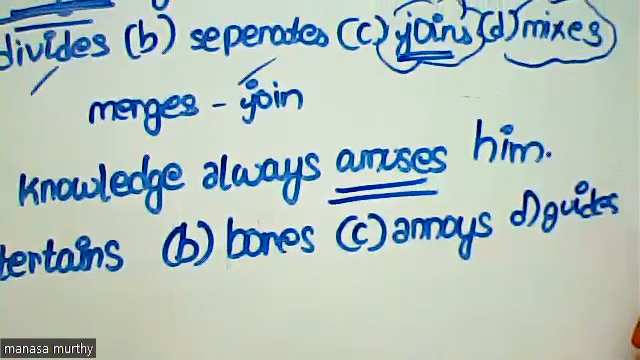 divides (b) seperates (c) joins (d) mixes
merges - join
knowledge always amuses him.
tertains (b) bores (c) annoys d) guides
manasa murthy